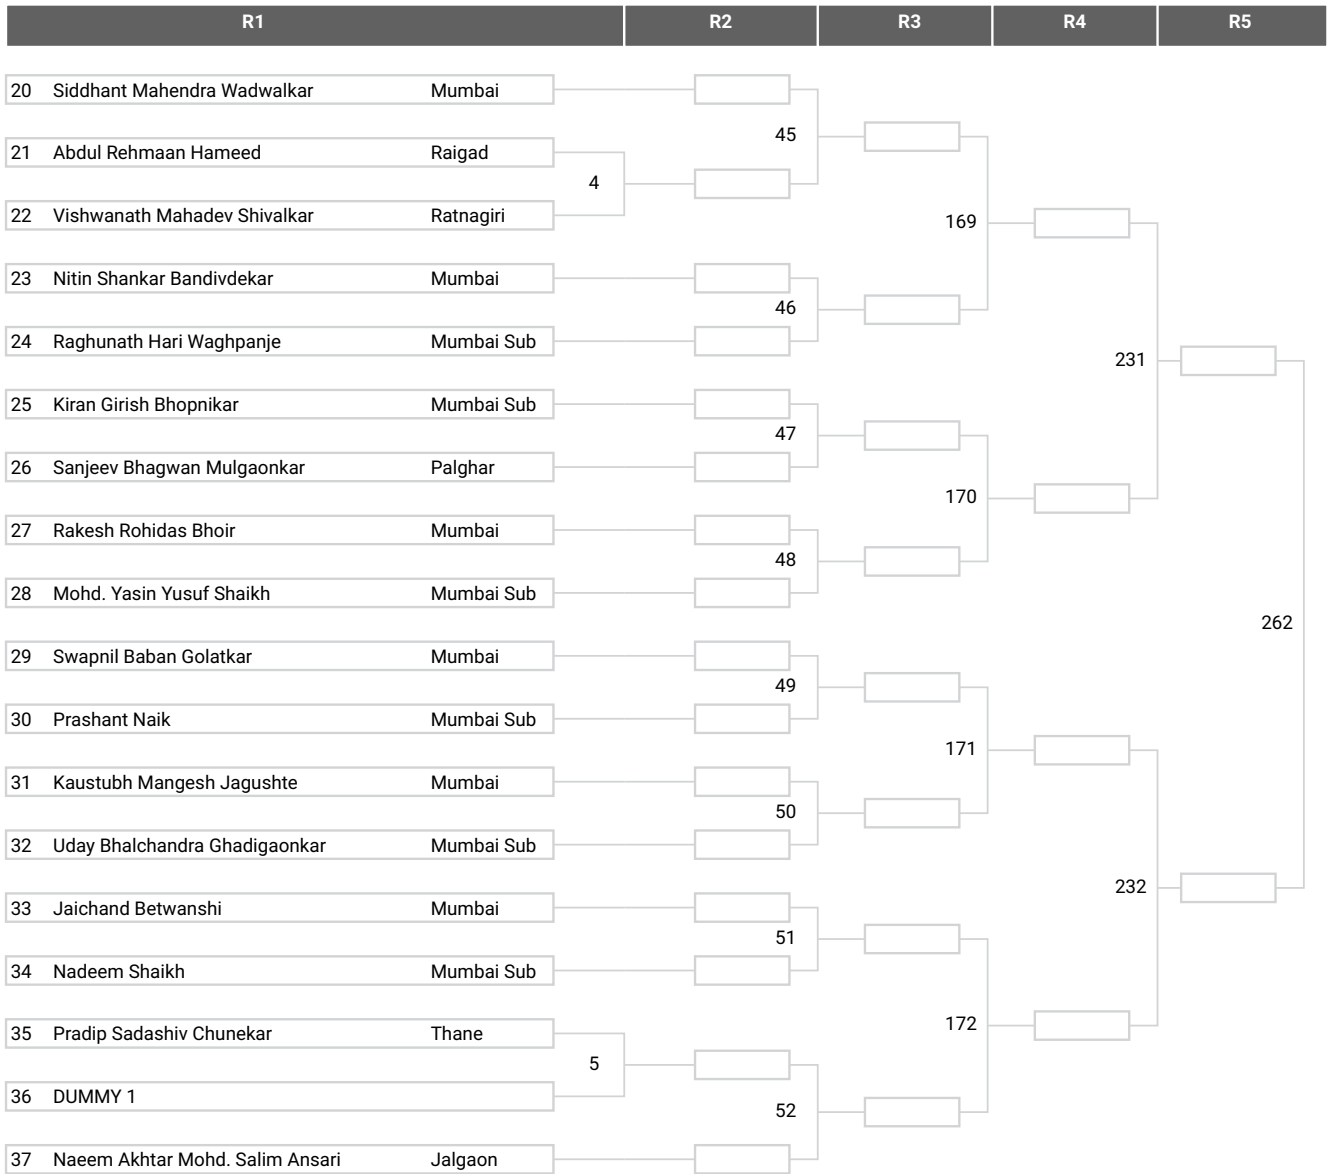 R1 R2 R3 R4 R5
20 Siddhant Mahendra Wadwalkar Mumbai
45
21 Abdul Rehmaan Hameed Raigad
4
22 Vishwanath Mahadev Shivalkar Ratnagiri
169
23 Nitin Shankar Bandivdekar Mumbai
46
24 Raghunath Hari Waghpanje Mumbai Sub
231
25 Kiran Girish Bhopnikar Mumbai Sub
47
26 Sanjeev Bhagwan Mulgaonkar Palghar
170
27 Rakesh Rohidas Bhoir Mumbai
48
28 Mohd. Yasin Yusuf Shaikh Mumbai Sub
262
29 Swapnil Baban Golatkar Mumbai
49
30 Prashant Naik Mumbai Sub
171
31 Kaustubh Mangesh Jagushte Mumbai
50
32 Uday Bhalchandra Ghadigaonkar Mumbai Sub
232
33 Jaichand Betwanshi Mumbai
51
34 Nadeem Shaikh Mumbai Sub
172
35 Pradip Sadashiv Chunekar Thane
5
36 DUMMY 1
52
37 Naeem Akhtar Mohd. Salim Ansari Jalgaon